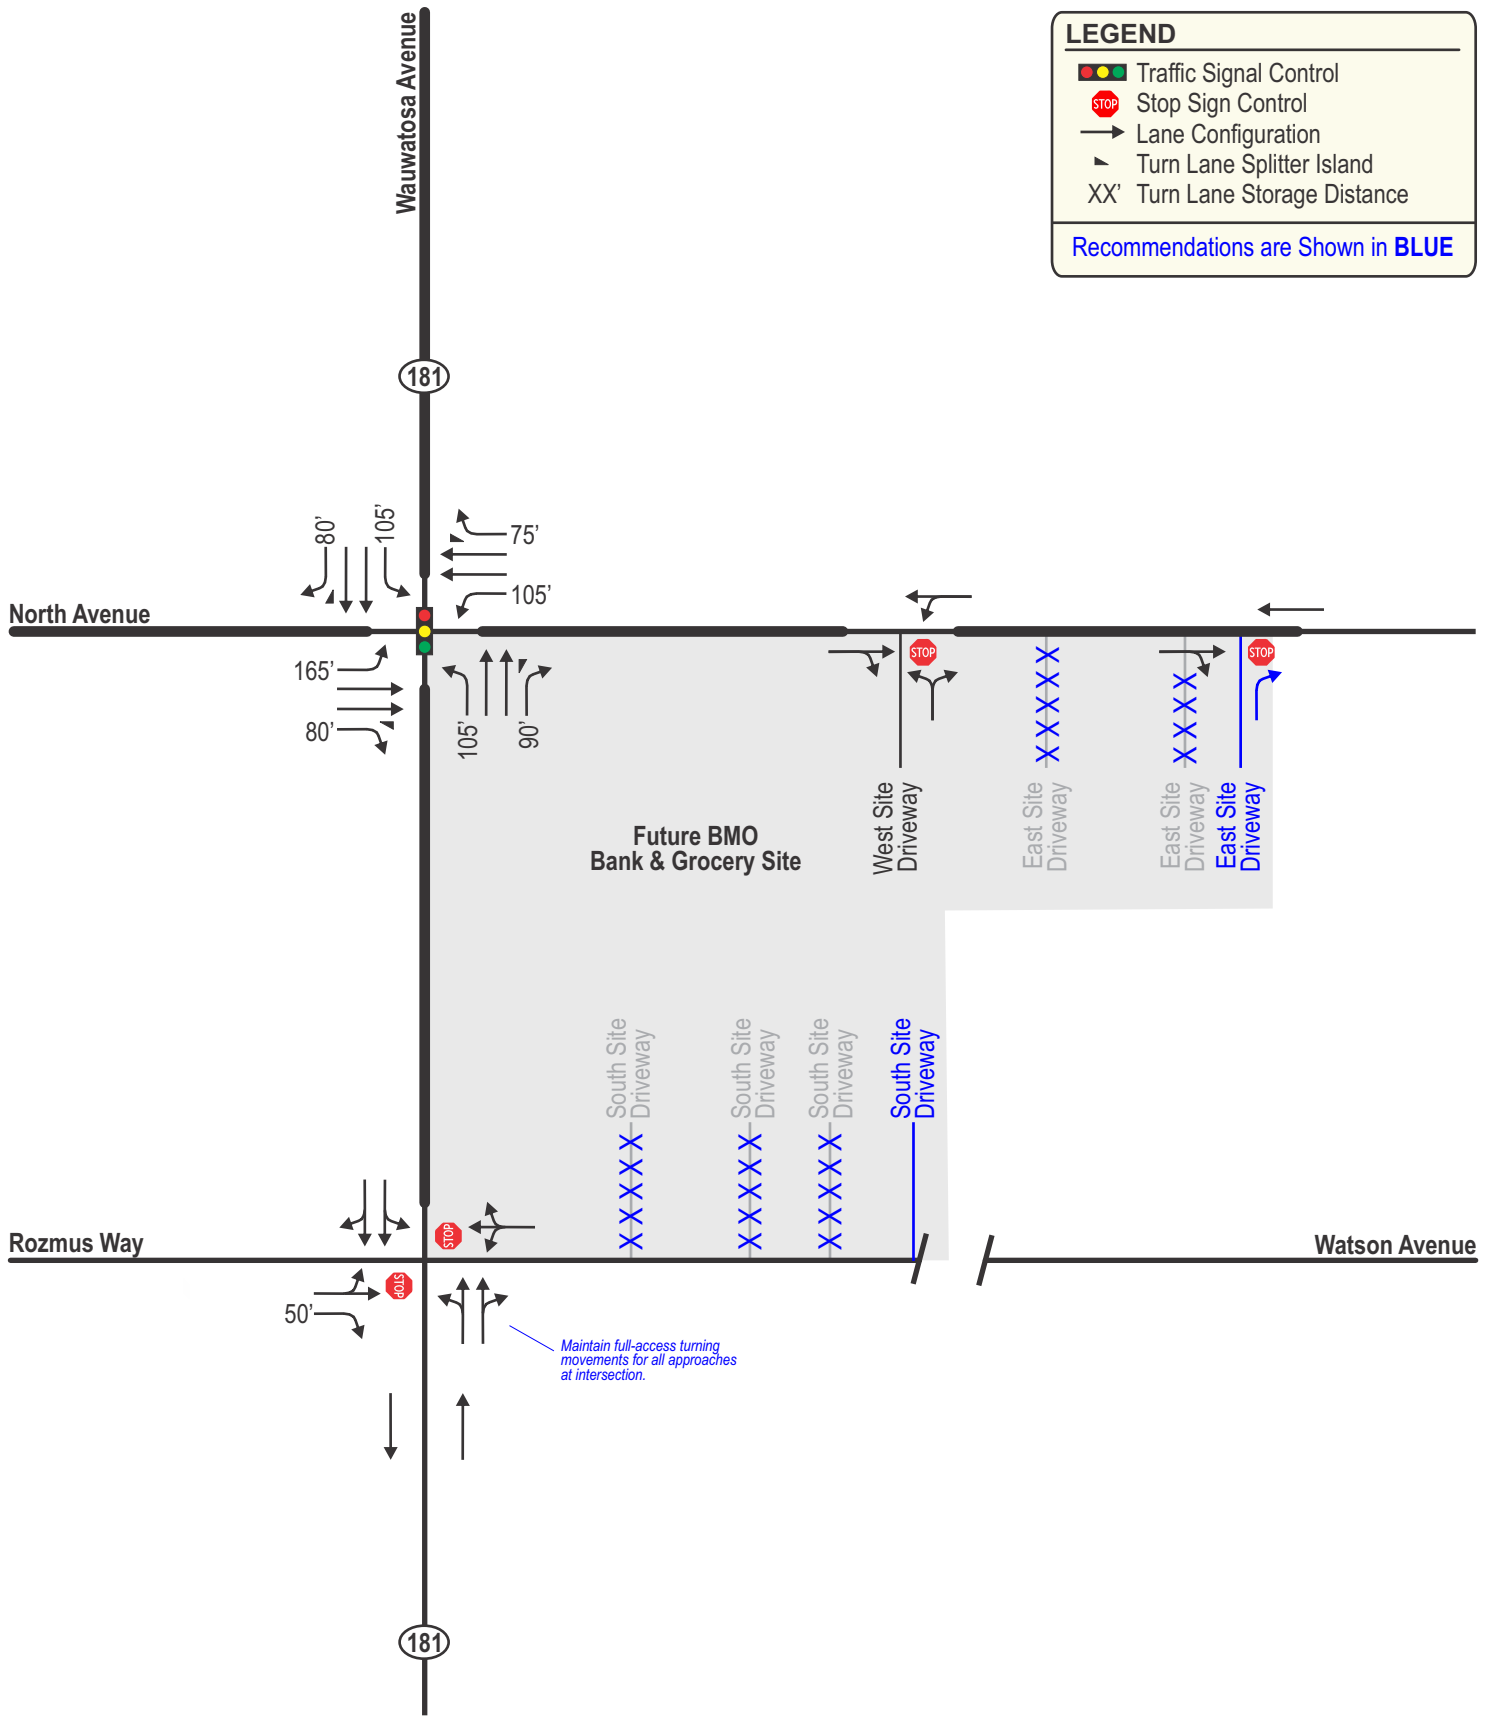 Wauwatosa Avenue
LEGEND
Traffic Signal Control
STOP
Stop Sign Control
Lane Configuration
Turn Lane Splitter Island
XX' Turn Lane Storage Distance
Recommendations are Shown in BLUE
181
80'
105'
75'
105'
North Avenue
165'
80'
105'
90'
STOP
STOP
West Site
Driveway
East Site
Driveway
East Site
Driveway
East Site
Driveway
Future BMO
Bank & Grocery Site
South Site
Driveway
South Site
Driveway
South Site
Driveway
South Site
Driveway
Rozmus Way
STOP
Watson Avenue
STOP
50'
Maintain full-access turning
movements for all approaches
at intersection.
181